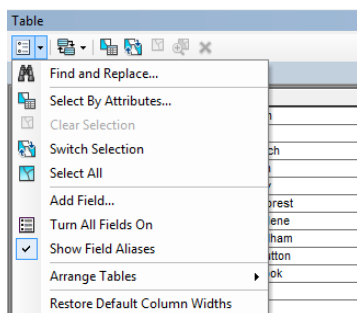 Table
Find and Replace...
Select By Attributes...
Clear Selection
Switch Selection
Select All
Add Field...
Turn All Fields On
Show Field Aliases
Arrange Tables
Restore Default Column Widths